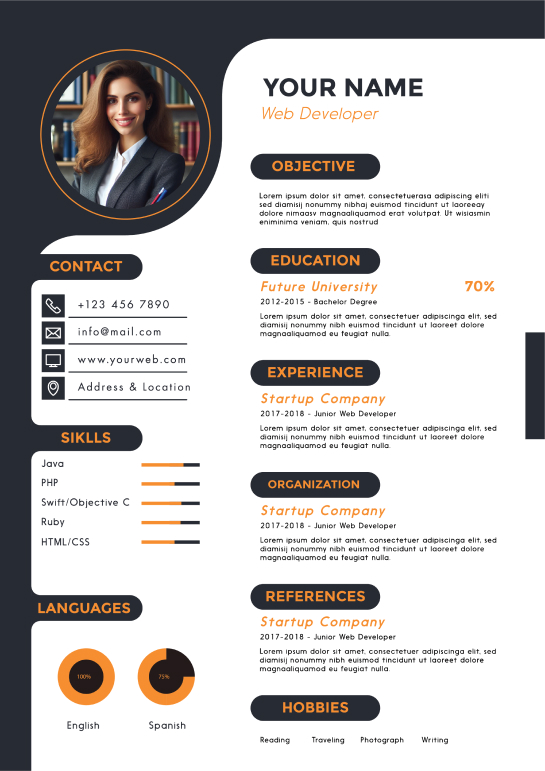 YOUR NAME
Web Developer
OBJECTIVE
Lorem ipsum dolor sit amet, consectetuerasa adipiscing eliti
sed diamisij nonummy nibhaj euismod tincidunt ut laoreeay
dolore nimaasv magnaaliquamod erat volutpat. Ut wisiasmin
eniminima veniam, quis nostrud
EDUCATION
Future University 70%
2012-2015 - Bachelor Degree
Lorem ipsum dolor sit amet, consectetuer adipiscing elit, sed
diamisij nonummy nibh euismod tincidunt ut laoreet dolore
magnaaliquamod eu feugiat nulla.
EXPERIENCE
Startup Company
2017-2018 - Junior Web Developer
Lorem ipsum dolor sit amet, consectetuer adipiscing elit, sed
diamisij nonummy nibh euismod tincidunt ut laoreet dolore
magnaaliquamod eu feugiat nulla.
ORGANIZATION
Startup Company
2017-2018 - Junior Web Developer
Lorem ipsum dolor sit amet, consectetuer adipiscing elit, sed
diamisij nonummy nibh euismod tincidunt ut laoreet dolore
magnaaliquamod eu feugiat nulla.
REFERENCES
Startup Company
2017-2018 - Junior Web Developer
Lorem ipsum dolor sit amet, consectetuer adipiscing elit, sed
diamisij nonummy nibh euismod tincidunt ut laoreet dolore
magnaaliquamod eu feugiat nulla.
HOBBIES
Reading Traveling Photograph Writing
CONTACT
+123 456 7890
info@mail.com
www.yourweb.com
Address & Location
SIKLLS
Java
PHP
Swift/Objective C
Ruby
HTML/CSS
LANGUAGES
100% 75%
English Spanish